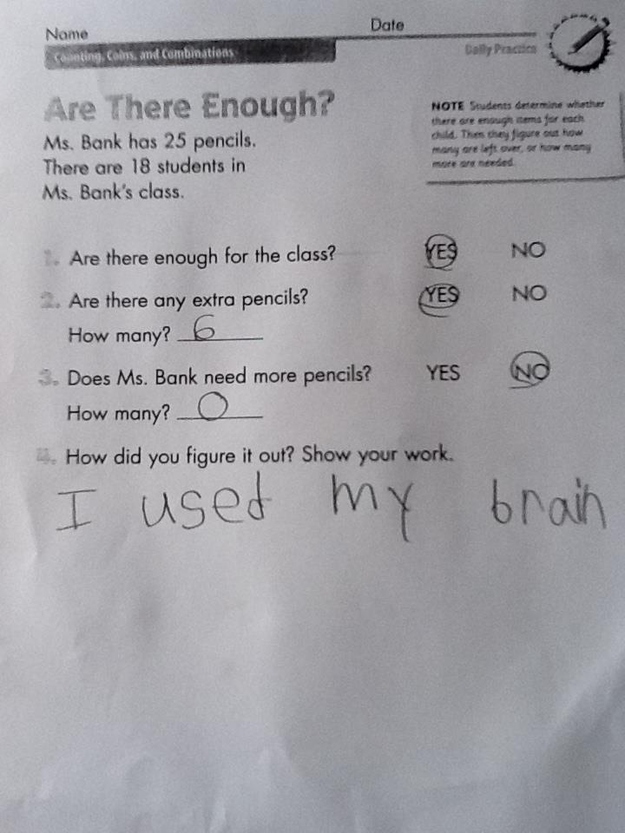 Name Date
Counting, Coins, and Combinations Daily Practice
Are There Enough?
Ms. Bank has 25 pencils.
There are 18 students in
Ms. Bank's class.
NOTE Students determine whether
there are enough items for each
child. Then they figure out how
many are left over, or how many
more are needed.
1. Are there enough for the class? YES NO
2. Are there any extra pencils? YES NO
How many? 6
3. Does Ms. Bank need more pencils? YES NO
How many? 0
4. How did you figure it out? Show your work.
I used my brain